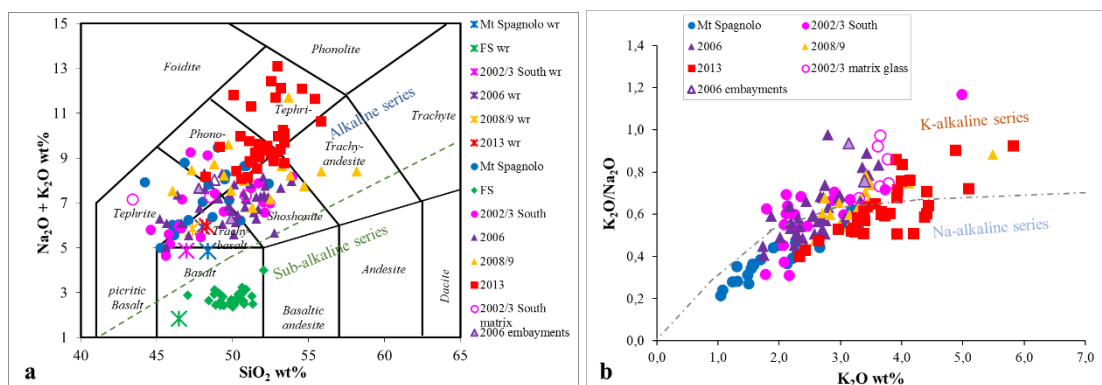 15
13
11
9
7
5
3
1
Na2O + K2O wt%
40
45
50
55
60
65
SiO2 wt%
a
Foidite
Phonolite
Tephri-
Phono-
Trachyte
Trachy-
andesite
Alkaline series
Tephrite
Shoshonite
Trachy
basalt
Sub-alkaline series
picritic
Basalt
Basalt
Basaltic
andesite
Andesite
Dacite
Mt Spagnolo wr
FS wr
2002/3 South wr
2006 wr
2008/9 wr
2013 wr
Mt Spagnolo
FS
2002/3 South
2006
2008/9
2013
2002/3 South
matrix
2006 embayments
1,4
1,2
1,0
0,8
0,6
0,4
0,2
0,0
K2O/Na2O
Mt Spagnolo
2002/3 South
2006
2008/9
2013
2002/3 matrix glass
2006 embayments
K-alkaline series
Na-alkaline series
0,0
1,0
2,0
3,0
4,0
5,0
6,0
7,0
K2O wt%
b